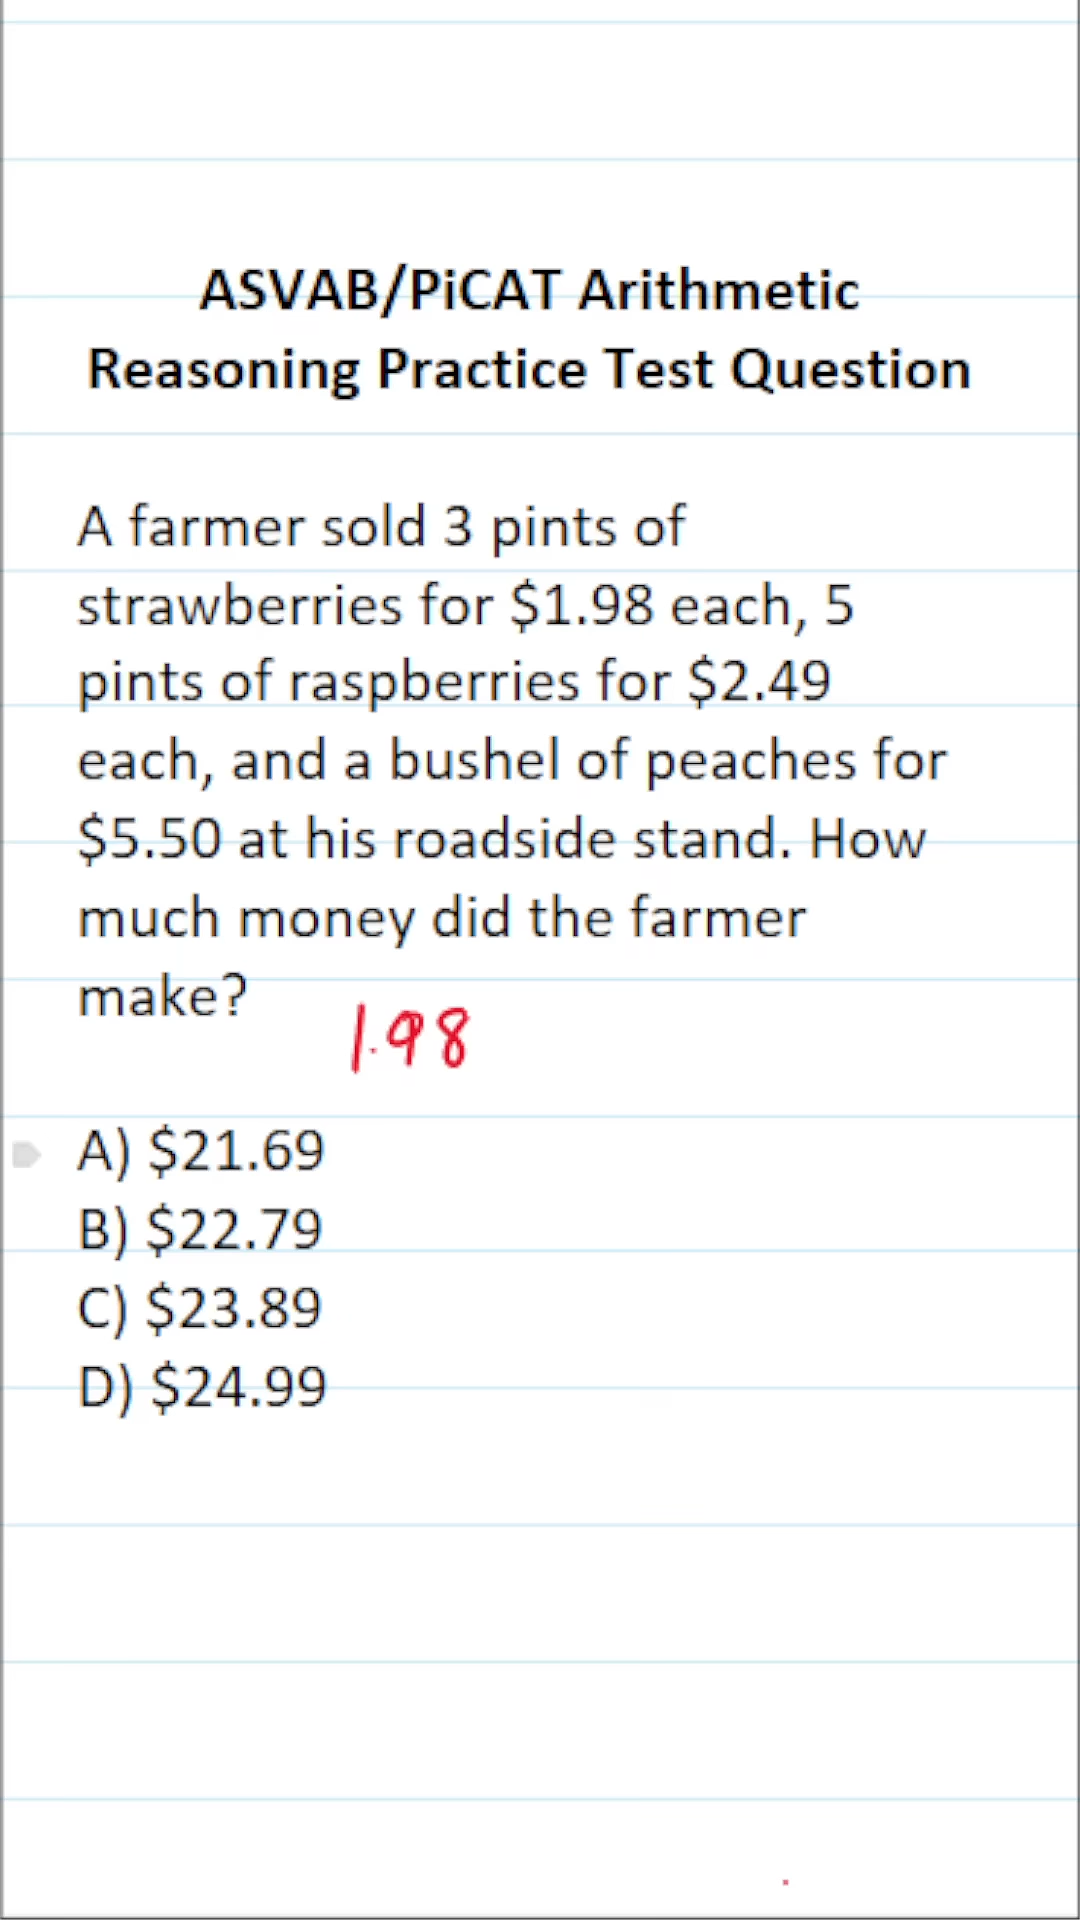 ASVAB/PiCAT Arithmetic
Reasoning Practice Test Question
A farmer sold 3 pints of
strawberries for $1.98 each, 5
pints of raspberries for $2.49
each, and a bushel of peaches for
$5.50 at his roadside stand. How
much money did the farmer
make?
1.98
A) $21.69
B) $22.79
C) $23.89
D) $24.99